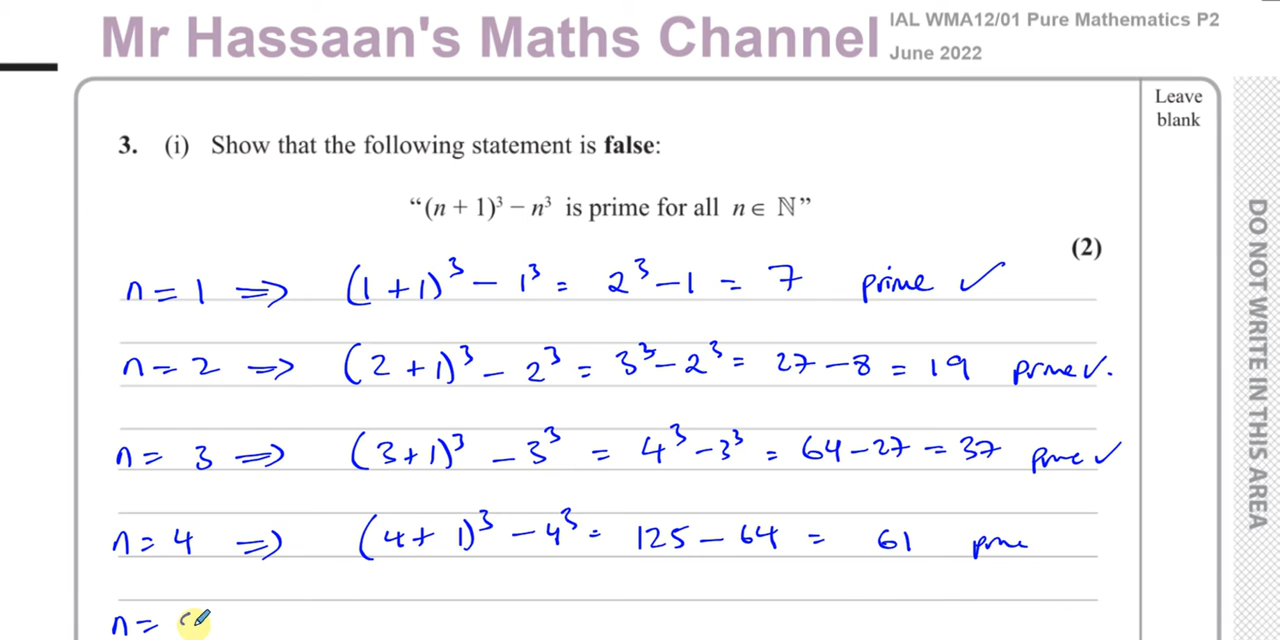 Mr Hassaan's Maths Channel
IAL WMA12/01 Pure Mathematics P2
June 2022
Leave
blank
3. (i) Show that the following statement is false:
“(n + 1)³ – n³ is prime for all n ∈ ℕ”
(2)
n = 1 ⇒ (1 + 1)³ – 1³ = 2³ – 1 = 7 prime ✓
n = 2 ⇒ (2 + 1)³ – 2³ = 3³ – 2³ = 27 – 8 = 19 prime ✓.
n = 3 ⇒ (3 + 1)³ – 3³ = 4³ – 3³ = 64 – 27 = 37 prime ✓
n = 4 ⇒ (4 + 1)³ – 4³ = 125 – 64 = 61 prime
n =
DO NOT WRITE IN THIS AREA